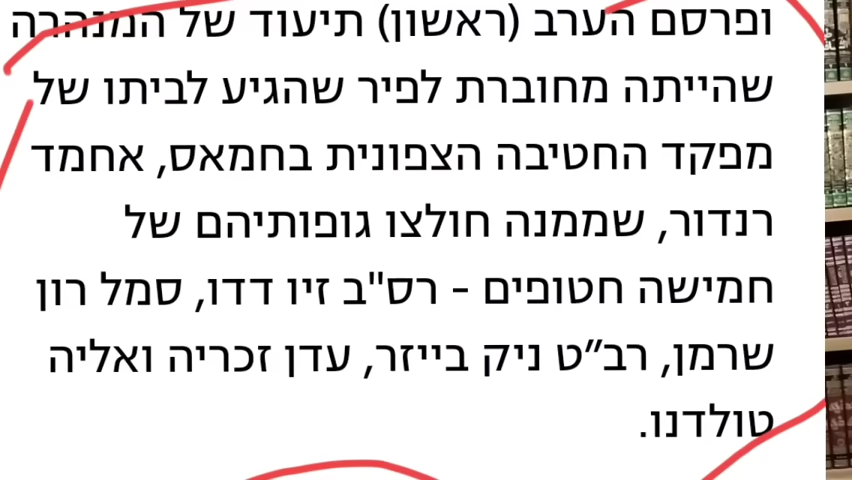 ופרסם הערב (ראשון) תיעוד של המנהרה
שהייתה מחוברת לפיר שהגיע לביתו של
מפקד החטיבה הצפונית בחמאס, אחמד
רנדור, שממנה חולצו גופותיהם של
חמישה חטופים - רס"ב זיו דדו, סמל רון
שרמן, רב״ט ניק בייזר, עדן זכריה ואליה
טולדנו.